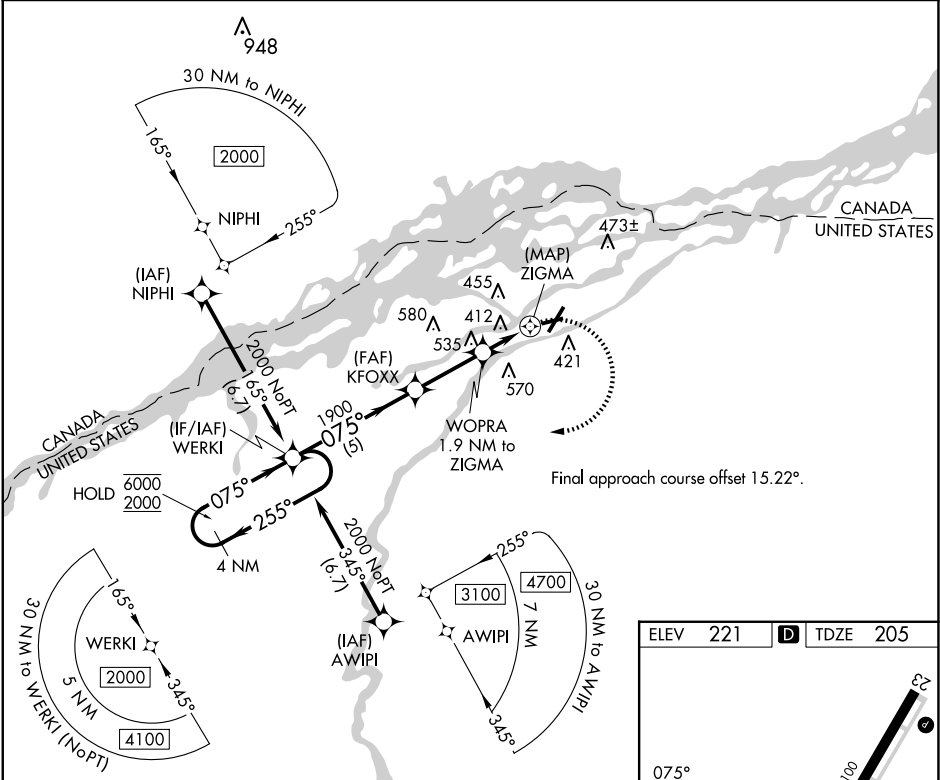 948
30 NM to NIPHI
165°
2000
NIPHI
255°
CANADA
UNITED STATES
473±
(MAP)
ZIGMA
(IAF)
NIPHI
455
580
412
535
421
570
2000 NoPT
165°
(6.7)
(FAF)
KFOXX
1900
075°
(5)
WOPRA
1.9 NM to
ZIGMA
CANADA
UNITED STATES
(IF/IAF)
WERKI
Final approach course offset 15.22°.
HOLD
6000
2000
075°
255°
4 NM
2000 NoPT
345°
(6.7)
(IAF)
AWIPI
165°
WERKI
2000
5 NM
4100
345°
30 NM to WERKI (NoPT)
255°
3100
4700
7 NM
AWIPI
345°
30 NM to AWIPI
ELEV 221
D
TDZE 205
23
P
075°
100